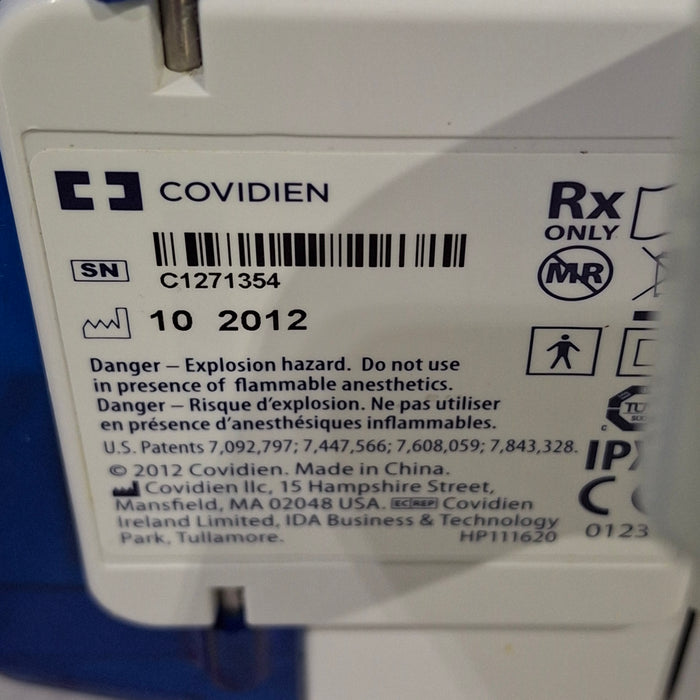 COVIDIEN
Rx
ONLY
SN
C1271354
MR
10 2012
Danger – Explosion hazard. Do not use
in presence of flammable anesthetics.
Danger – Risque d'explosion. Ne pas utiliser
en présence d'anesthésiques inflammables.
U.S. Patents 7,092,797; 7,447,566; 7,608,059; 7,843,328.
© 2012 Covidien. Made in China.
Covidien llc, 15 Hampshire Street,
Mansfield, MA 02048 USA. EC REP Covidien
Ireland Limited, IDA Business & Technology
Park, Tullamore.
HP111620
C
TU
IP
0123